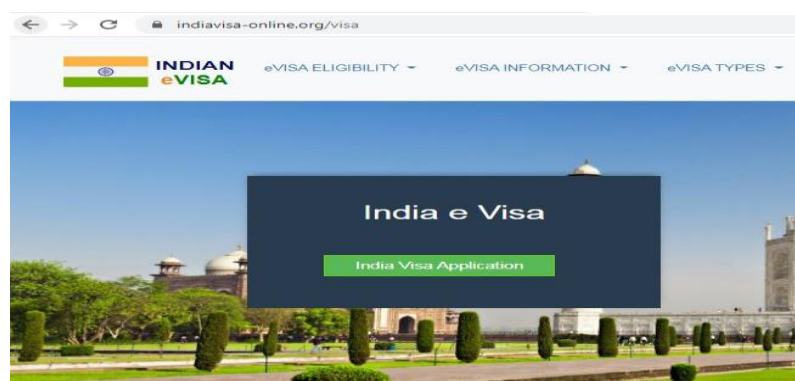 indiavisa-online.org/visa
INDIAN
eVISA
eVISA ELIGIBILITY
eVISA INFORMATION
eVISA TYPES
India e Visa
India Visa Application